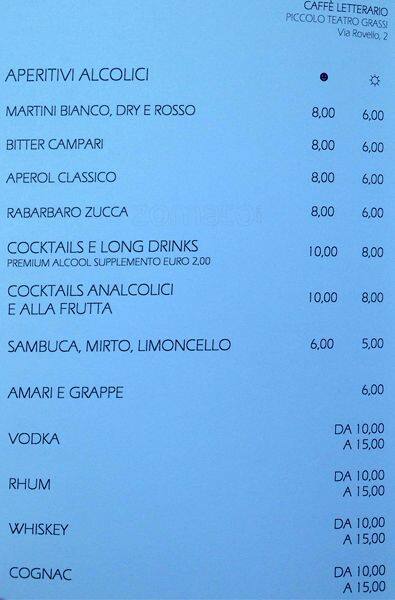 CAFFÈ LETTERARIO
PICCOLO TEATRO GRASSI
Via Rovello, 2
APERITIVI ALCOLICI
MARTINI BIANCO, DRY E ROSSO 8,00 6,00
BITTER CAMPARI 8,00 6,00
APEROL CLASSICO 8,00 6,00
RABARBARO ZUCCA 8,00 6,00
zomato
COCKTAILS E LONG DRINKS 10,00 8,00
PREMIUM ALCOOL SUPPLEMENTO EURO 2,00
COCKTAILS ANALCOLICI
E ALLA FRUTTA 10,00 8,00
SAMBUCA, MIRTO, LIMONCELLO 6,00 5,00
AMARI E GRAPPE 6,00
VODKA DA 10,00
A 15,00
RHUM DA 10,00
A 15,00
WHISKEY DA 10,00
A 15,00
COGNAC DA 10,00
A 15,00